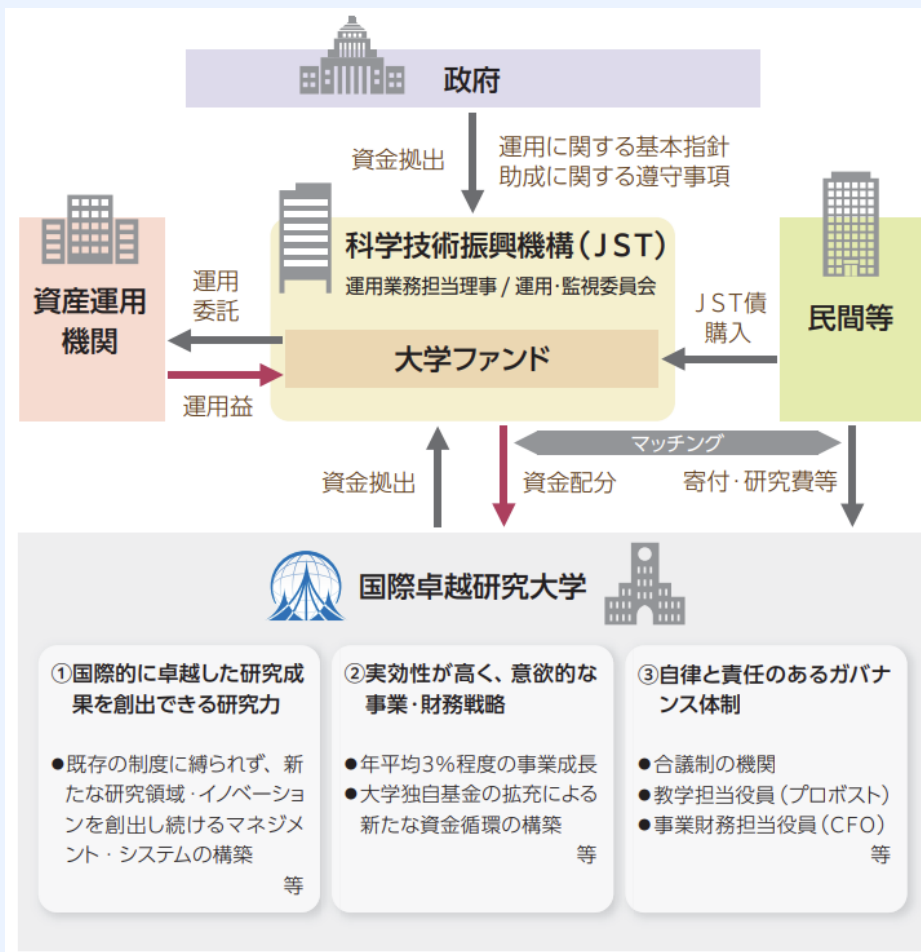 政府
資金拠出
運用に関する基本指針
助成に関する遵守事項
科学技術振興機構(JST)
運用業務担当理事 / 運用・監視委員会
大学ファンド
資産運用
機関
運用
委託
運用益
JST債
購入
民間等
マッチング
資金拠出
資金配分
寄付・研究費等
国際卓越研究大学
①国際的に卓越した研究成
果を創出できる研究力
●既存の制度に縛られず、新
たな研究領域・イノベーショ
ンを創出し続けるマネジメ
ント・システムの構築
等
②実効性が高く、意欲的な
事業・財務戦略
●年平均3%程度の事業成長
●大学独自基金の拡充による
新たな資金循環の構築
等
③自律と責任のあるガバナ
ンス体制
●合議制の機関
●教学担当役員(プロボスト)
●事業財務担当役員(CFO)
等